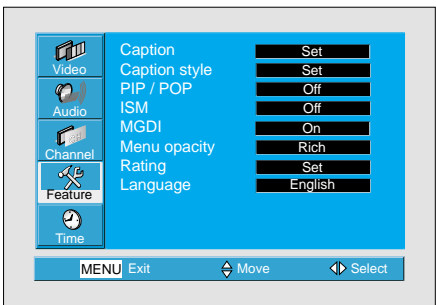 Video
Audio
Channel
Feature
Time
Caption Set
Caption style Set
PIP / POP Off
ISM Off
MGDI On
Menu opacity Rich
Rating Set
Language English
MENU Exit Move Select